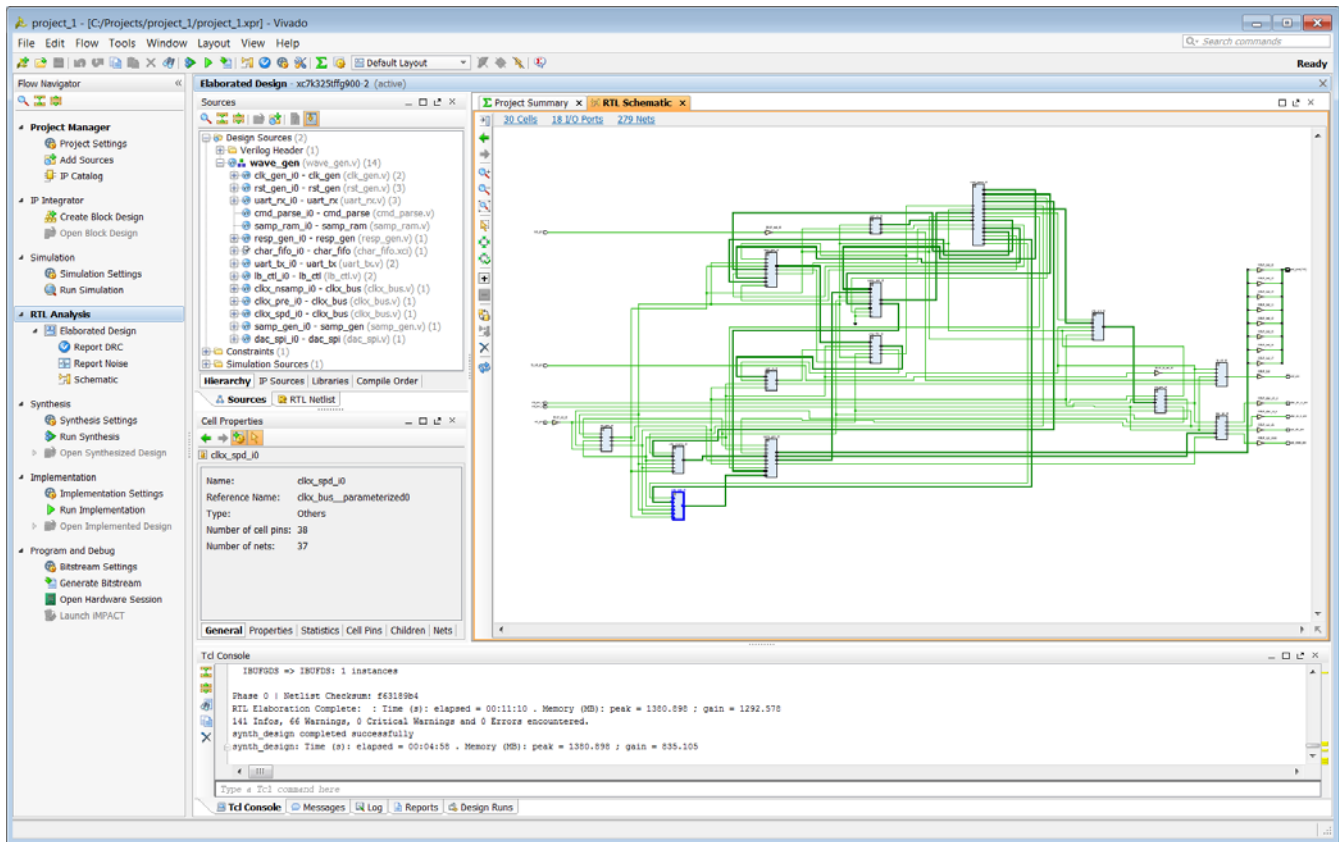 project_1 - [C:/Projects/project_1/project_1.xpr] - Vivado
File Edit Flow Tools Window Layout View Help
Search commands
Default Layout
Ready
Flow Navigator
Project Manager
Project Settings
Add Sources
IP Catalog
IP Integrator
Create Block Design
Open Block Design
Simulation
Simulation Settings
Run Simulation
RTL Analysis
Elaborated Design
Report DRC
Report Noise
Schematic
Synthesis
Synthesis Settings
Run Synthesis
Open Synthesized Design
Implementation
Implementation Settings
Run Implementation
Open Implemented Design
Program and Debug
Bitstream Settings
Generate Bitstream
Open Hardware Session
Launch iMPACT
Elaborated Design - xc7k325tffg900-2 (active)
Sources
Design Sources (2)
Verilog Header (1)
wave_gen (wave_gen.v) (14)
clk_gen_i0 - clk_gen (clk_gen.v) (2)
rst_gen_i0 - rst_gen (rst_gen.v) (3)
uart_rx_i0 - uart_rx (uart_rx.v) (3)
cmd_parse_i0 - cmd_parse (cmd_parse.v)
samp_ram_i0 - samp_ram (samp_ram.v)
resp_gen_i0 - resp_gen (resp_gen.v) (1)
char_fifo_i0 - char_fifo (char_fifo.xci) (1)
uart_tx_i0 - uart_tx (uart_tx.v) (2)
lb_ctl_i0 - lb_ctl (lb_ctl.v) (2)
clkx_nsamp_i0 - clkx_bus (clkx_bus.v) (1)
clkx_pre_i0 - clkx_bus (clkx_bus.v) (1)
clkx_spd_i0 - clkx_bus (clkx_bus.v) (1)
samp_gen_i0 - samp_gen (samp_gen.v) (1)
dac_spi_i0 - dac_spi (dac_spi.v) (1)
Constraints (1)
Simulation Sources (1)
Hierarchy IP Sources Libraries Compile Order
Sources RTL Netlist
Cell Properties
clkx_spd_i0
Name: clkx_spd_i0
Reference Name: clkx_bus__parameterized0
Type: Others
Number of cell pins: 38
Number of nets: 37
General Properties Statistics Cell Pins Children Nets
Project Summary RTL Schematic
30 Cells 18 I/O Ports 279 Nets
Tcl Console
IBUFGDS => IBUFDS: 1 instances
Phase 0 | Netlist Checksum: f63189b4
RTL Elaboration Complete: : Time (s): elapsed = 00:11:10 . Memory (MB): peak = 1380.898 ; gain = 1292.578
141 Infos, 66 Warnings, 0 Critical Warnings and 0 Errors encountered.
synth_design completed successfully
synth_design: Time (s): elapsed = 00:04:58 . Memory (MB): peak = 1380.898 ; gain = 835.105
Type a Tcl command here
Tcl Console Messages Log Reports Design Runs